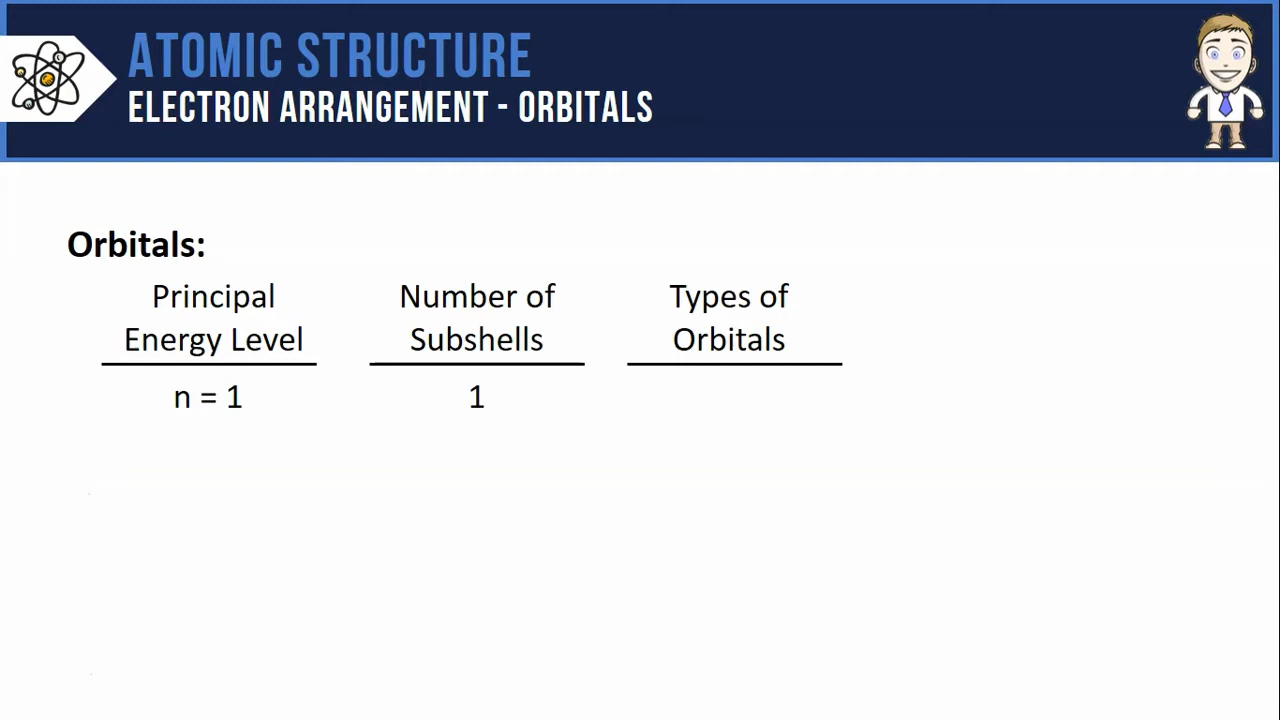 ATOMIC STRUCTURE
ELECTRON ARRANGEMENT - ORBITALS
Orbitals:
Principal Energy Level
Number of Subshells
Types of Orbitals
n = 1
1